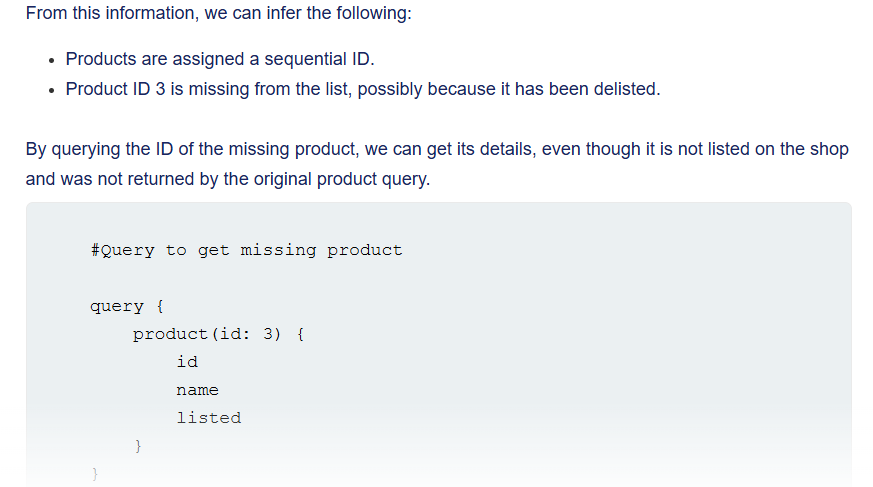 From this information, we can infer the following:
• Products are assigned a sequential ID.
• Product ID 3 is missing from the list, possibly because it has been delisted.
By querying the ID of the missing product, we can get its details, even though it is not listed on the shop
and was not returned by the original product query.
#Query to get missing product
query {
product(id: 3) {
id
name
listed
}
}